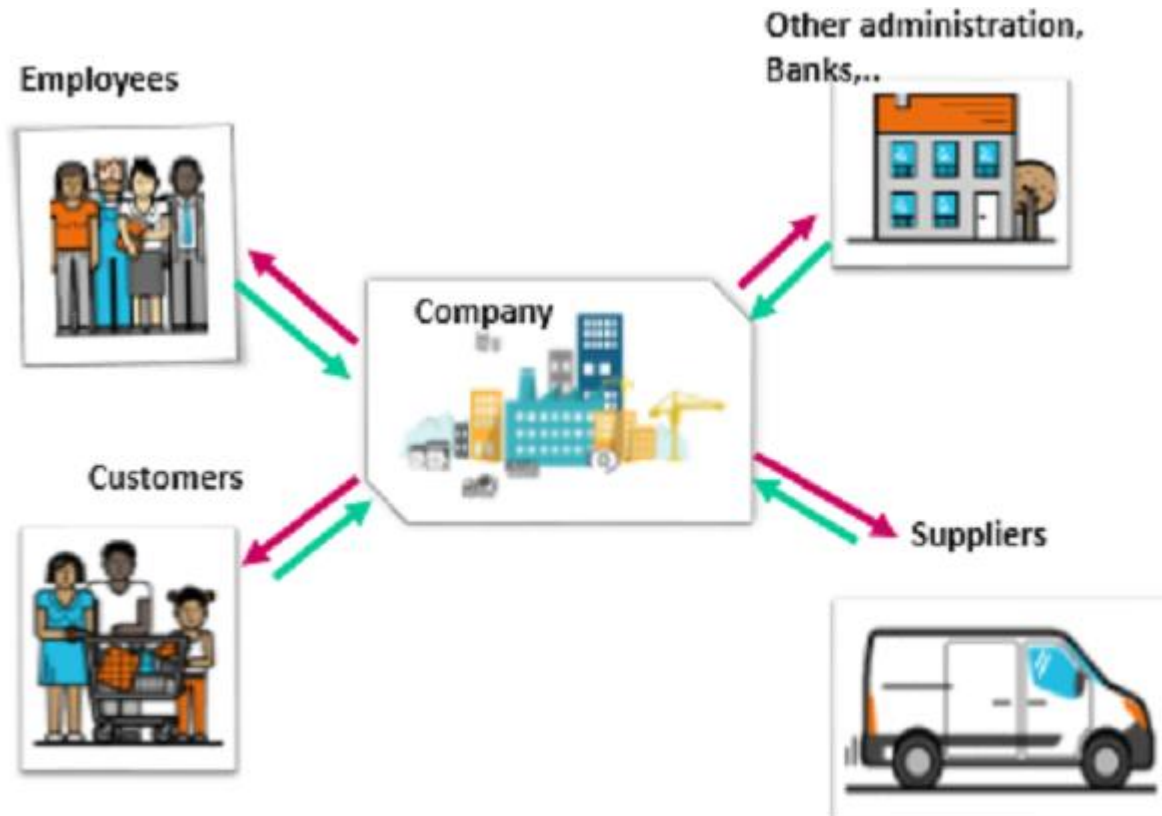 Other administration,
Banks,..
Employees
Company
Customers
Suppliers